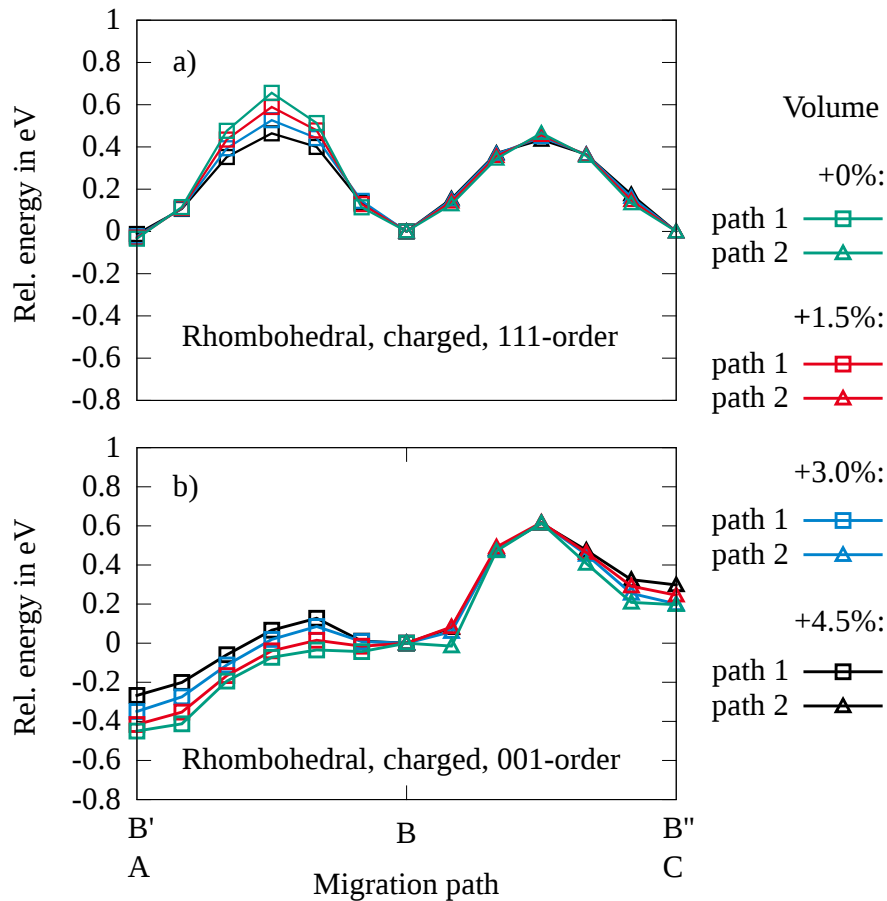 1
0.8
0.6
0.4
0.2
0
-0.2
-0.4
-0.6
-0.8
Rel. energy in eV
a)
Rhombohedral, charged, 111-order
1
0.8
0.6
0.4
0.2
0
-0.2
-0.4
-0.6
-0.8
Rel. energy in eV
b)
Rhombohedral, charged, 001-order
B' B B"
A C
Migration path
Volume
+0%:
path 1
path 2
+1.5%:
path 1
path 2
+3.0%:
path 1
path 2
+4.5%:
path 1
path 2